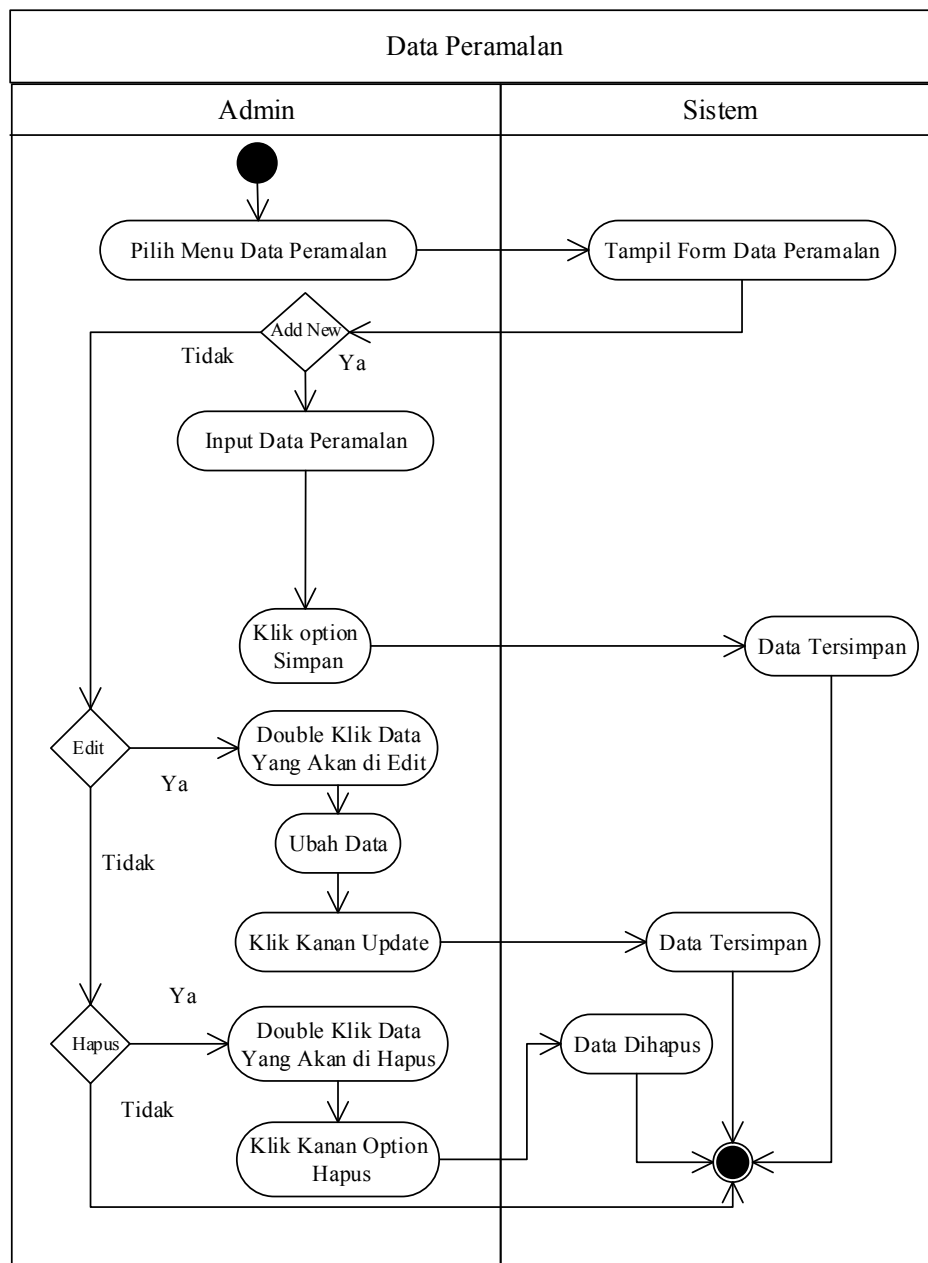 Data Peramalan
Admin
Sistem
Pilih Menu Data Peramalan
Tampil Form Data Peramalan
Add New
Tidak
Ya
Input Data Peramalan
Klik option
Simpan
Data Tersimpan
Edit
Ya
Double Klik Data
Yang Akan di Edit
Ubah Data
Tidak
Klik Kanan Update
Data Tersimpan
Ya
Hapus
Double Klik Data
Yang Akan di Hapus
Data Dihapus
Tidak
Klik Kanan Option
Hapus